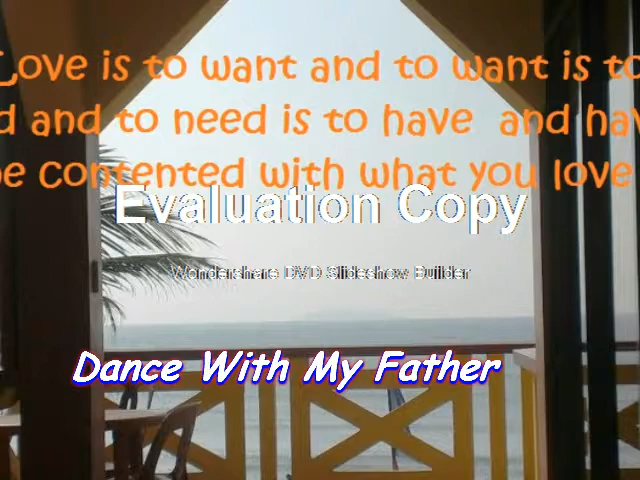 Love is to want and to want is to
d and to need is to have and hav
be contented with what you love
Evaluation Copy
Wondershare DVD Slideshow Builder
Dance With My Father